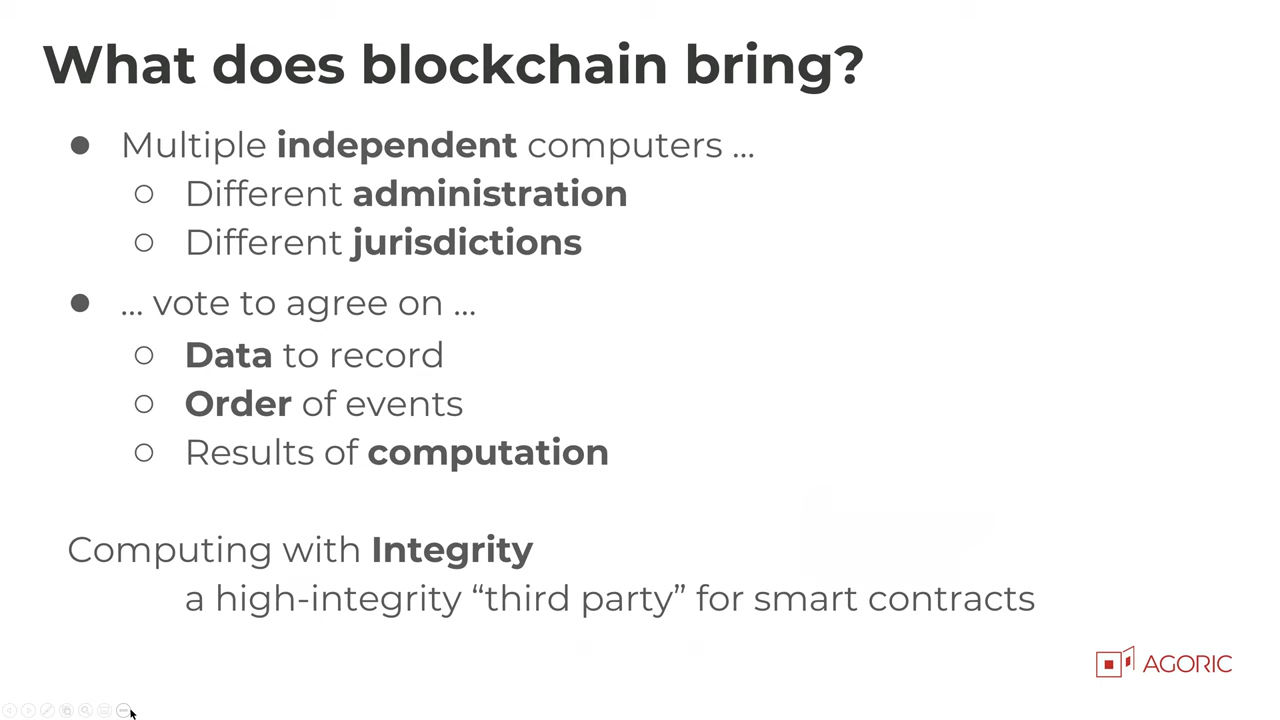 What does blockchain bring?
● Multiple independent computers ...
○ Different administration
○ Different jurisdictions
● ... vote to agree on ...
○ Data to record
○ Order of events
○ Results of computation
Computing with Integrity
a high-integrity “third party” for smart contracts
AGORIC